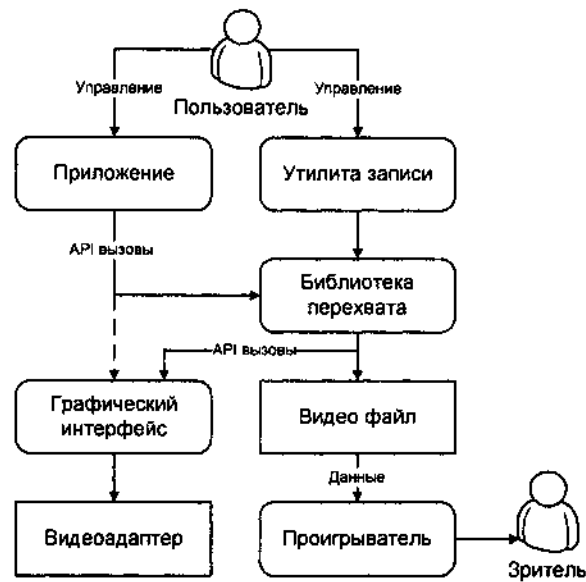 Управление
Управление
Пользователь
Приложение
Утилита записи
API вызовы
Библиотека
перехвата
API вызовы
Графический
интерфейс
Видео файл
Данные
Видеоадаптер
Проигрыватель
Зритель